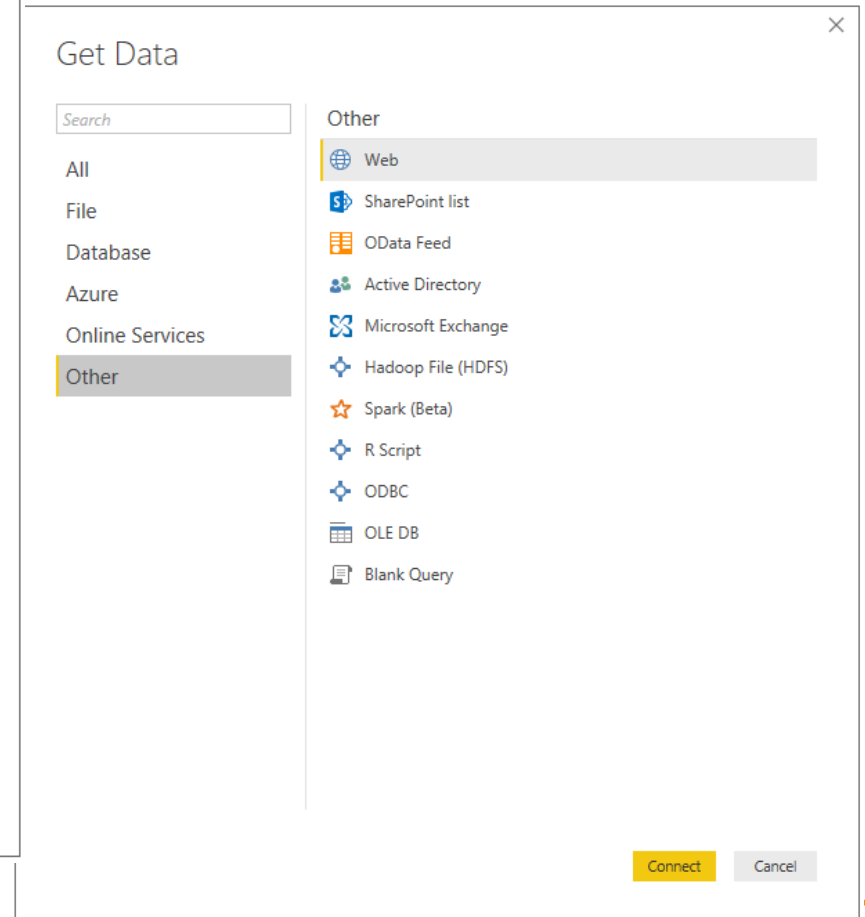 Get Data
Search
All
File
Database
Azure
Online Services
Other
Other
Web
SharePoint list
OData Feed
Active Directory
Microsoft Exchange
Hadoop File (HDFS)
Spark (Beta)
R Script
ODBC
OLE DB
Blank Query
Connect
Cancel